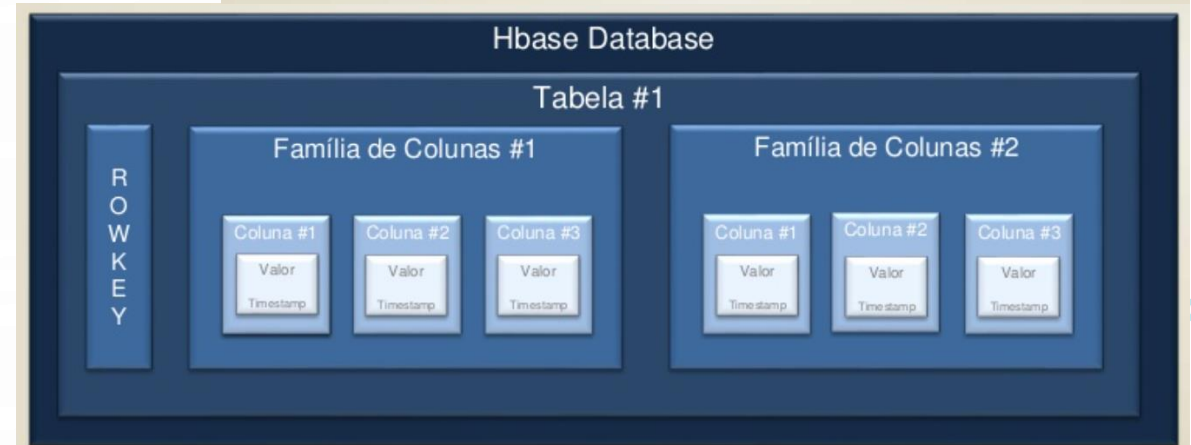 Hbase Database
Tabela #1
R
O
W
K
E
Y
Família de Colunas #1
Coluna #1
Valor
Timestamp
Coluna #2
Valor
Timestamp
Coluna #3
Valor
Timestamp
Família de Colunas #2
Coluna #1
Valor
Timestamp
Coluna #2
Valor
Timestamp
Coluna #3
Valor
Timestamp